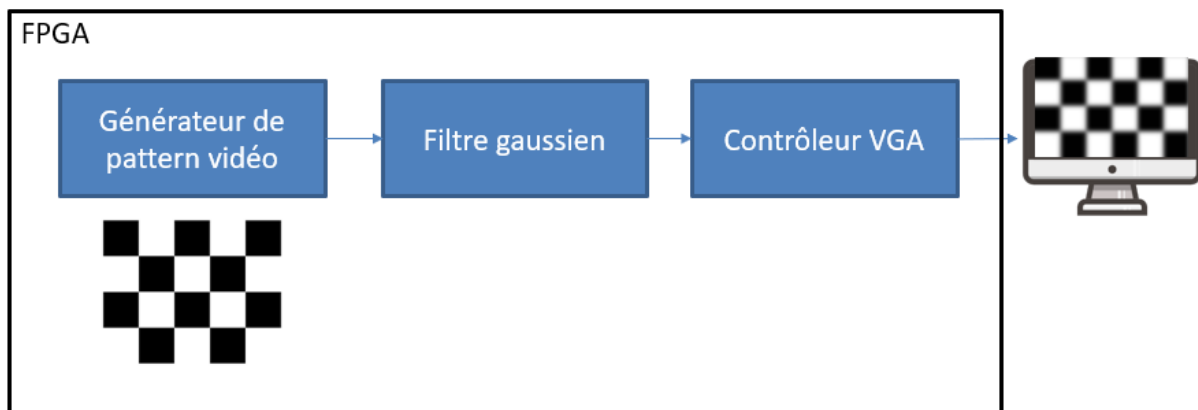 FPGA
Générateur de
pattern vidéo
Filtre gaussien
Contrôleur VGA